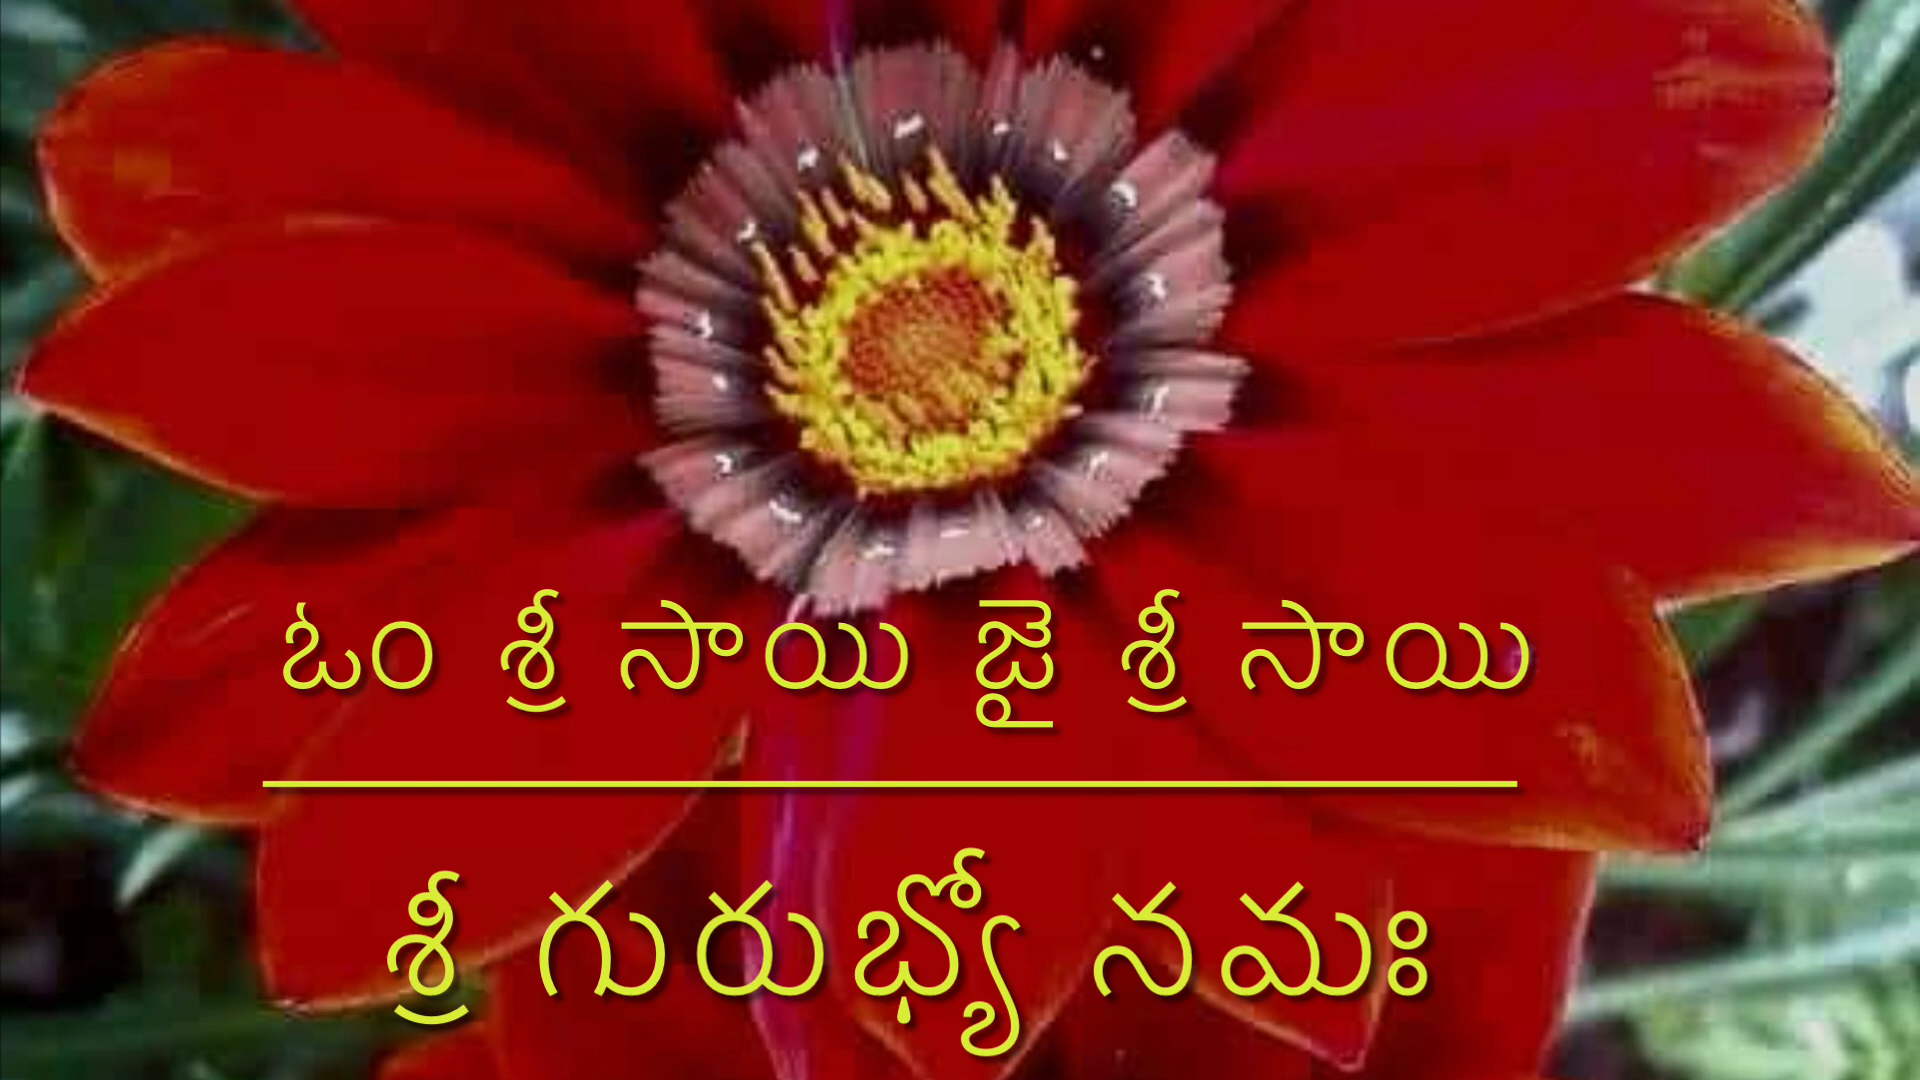 ఓం శ్రీ సాయి జై శ్రీ సాయి
శ్రీ గురుభ్యో నమః